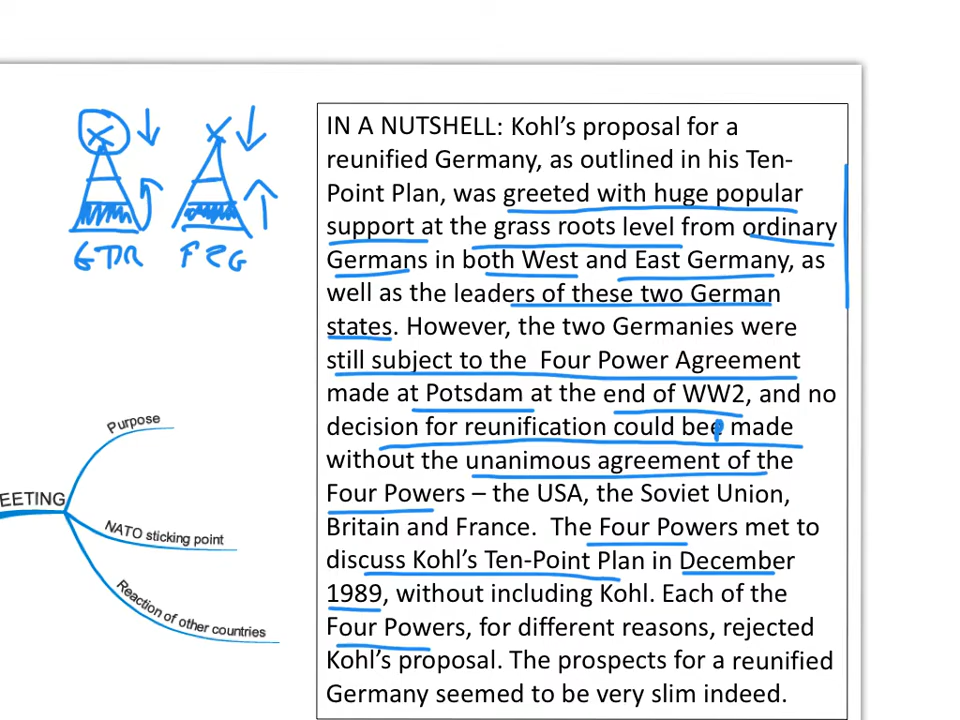 GDR FRG
IN A NUTSHELL: Kohl's proposal for a
reunified Germany, as outlined in his Ten-
Point Plan, was greeted with huge popular
support at the grass roots level from ordinary
Germans in both West and East Germany, as
well as the leaders of these two German
states. However, the two Germanies were
still subject to the Four Power Agreement
made at Potsdam at the end of WW2, and no
decision for reunification could bee made
without the unanimous agreement of the
Four Powers – the USA, the Soviet Union,
Britain and France. The Four Powers met to
discuss Kohl's Ten-Point Plan in December
1989, without including Kohl. Each of the
Four Powers, for different reasons, rejected
Kohl's proposal. The prospects for a reunified
Germany seemed to be very slim indeed.
Purpose
EETING
NATO sticking point
Reaction of other countries